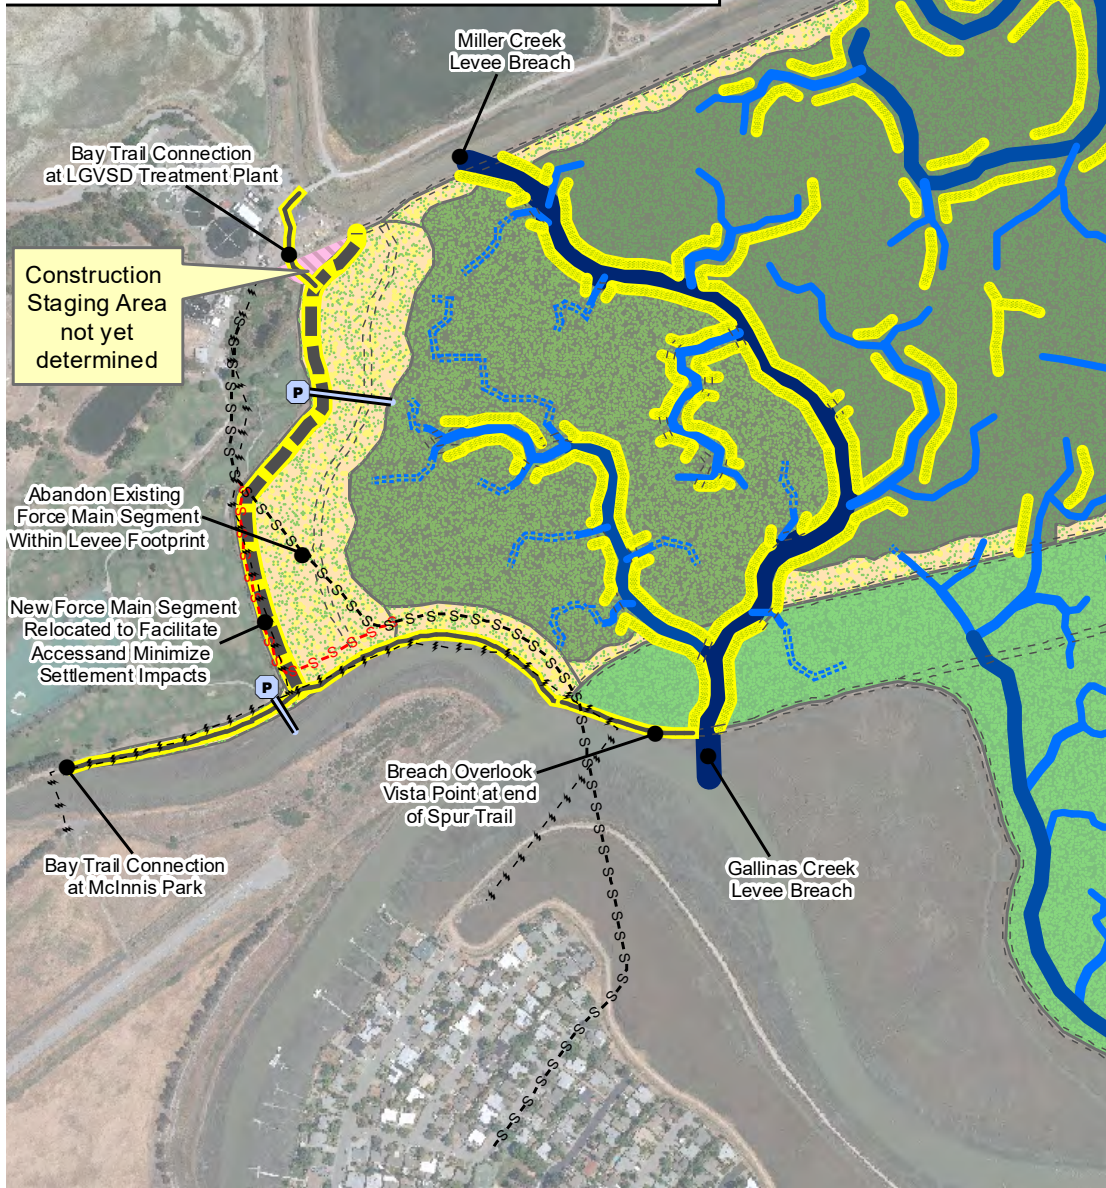 Miller Creek
Levee Breach
Bay Trail Connection
at LGVSD Treatment Plant
Construction
Staging Area
not yet
determined
P
Abandon Existing
Force Main Segment
Within Levee Footprint
New Force Main Segment
Relocated to Facilitate
Accessand Minimize
Settlement Impacts
P
Breach Overlook
Vista Point at end
of Spur Trail
Bay Trail Connection
at McInnis Park
Gallinas Creek
Levee Breach